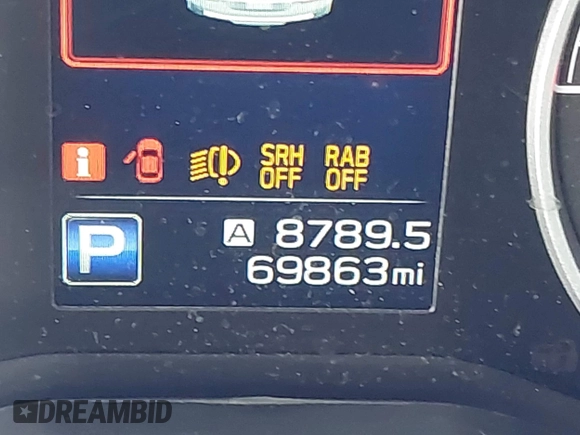 i SRH RAB
OFF OFF
P A 8789.5
69863mi
DREAMBID